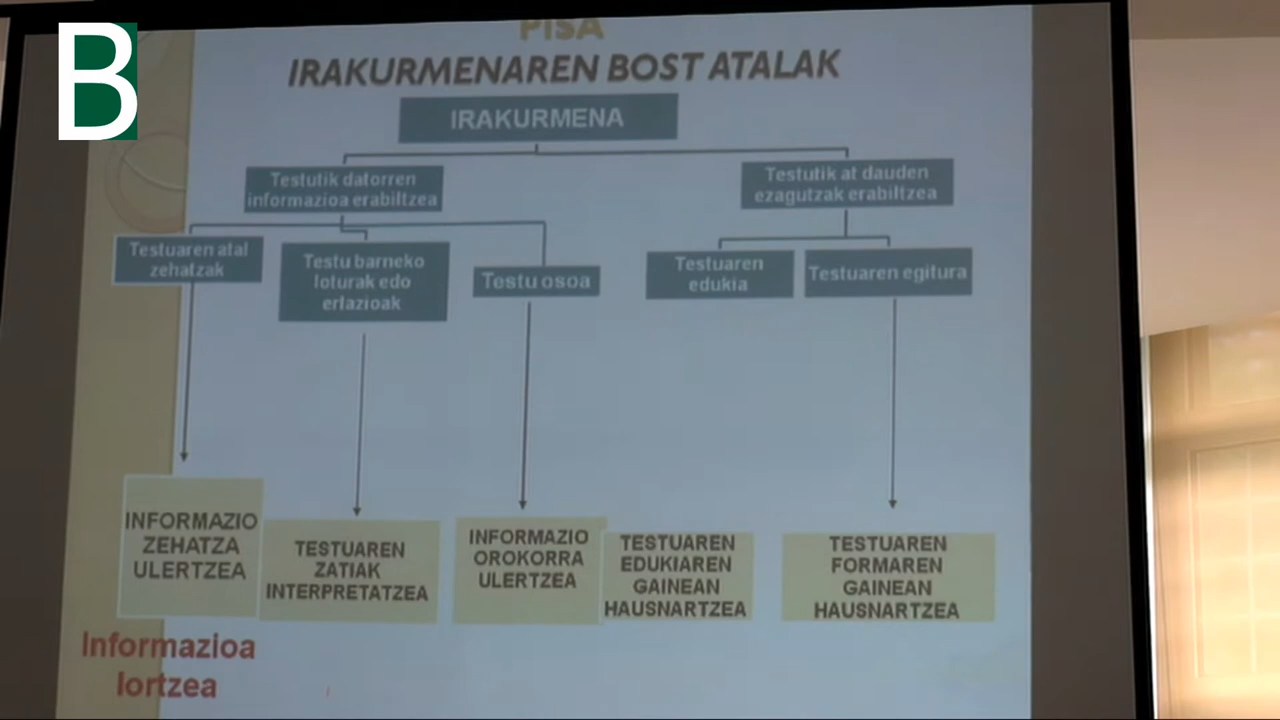 B
PISA
IRAKURMENAREN BOST ATALAK
IRAKURMENA
Testutik datorren
informazioa erabiltzea
Testutik at dauden
ezagutzak erabiltzea
Testuaren atal
zehatzak
Testu barneko
loturak edo
erlazioak
Testu osoa
Testuaren
edukia
Testuaren egitura
INFORMAZIO
ZEHATZA
ULERTZEA
TESTUAREN
ZATIAK
INTERPRETATZEA
INFORMAZIO
OROKORRA
ULERTZEA
TESTUAREN
EDUKIAREN
GAINEAN
HAUSNARTZEA
TESTUAREN
FORMAREN
GAINEAN
HAUSNARTZEA
Informazioa
lortzea